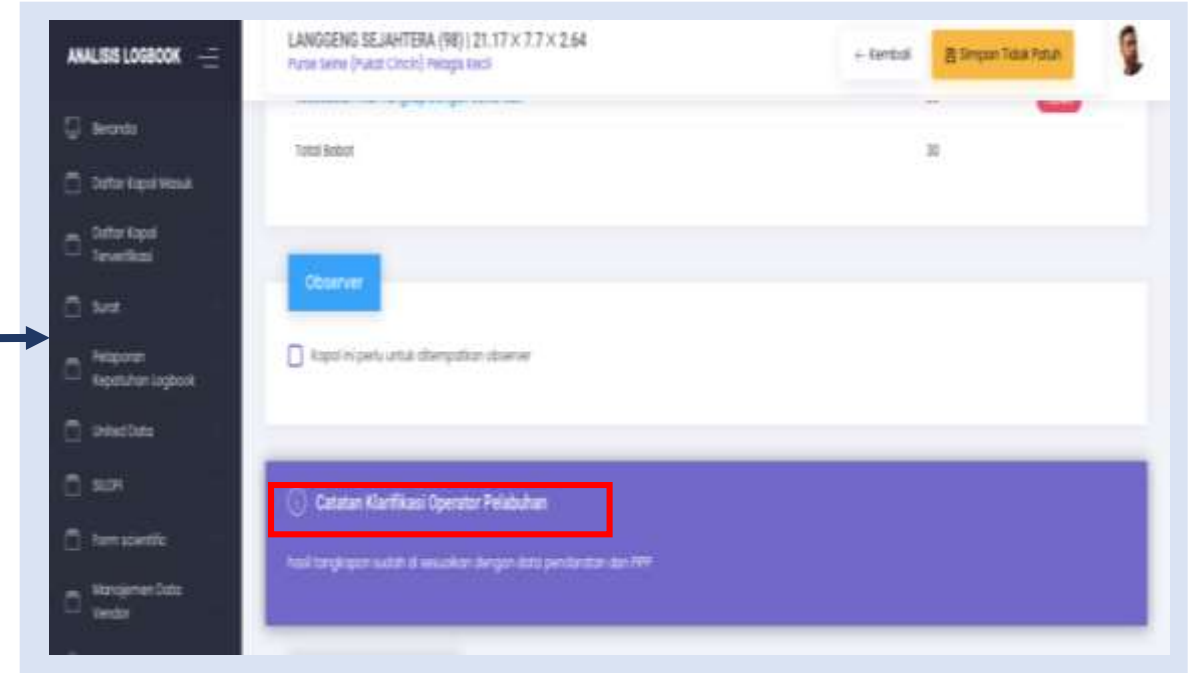 ANALISIS LOGBOOK
Beranda
Daftar Kapal Masuk
Daftar Kapal
Terverifikasi
Surat
Pelaporan
Kepatuhan Logbook
United Data
SILOPI
Form scientific
Manajemen Data
Vendor
LANGGENG SEJAHTERA (98) | 21.17 X 7.7 X 2.64
Purse Seine (Pukat Cincin) Pelagis Kecil
← Kembali
Simpan Tidak Patuh
Total Bobot
30
Observer
Kapal ini perlu untuk ditempatkan observer
Catatan Klarifikasi Operator Pelabuhan
hasil tangkapan sudah di sesuaikan dengan data pendaratan dan PIPP